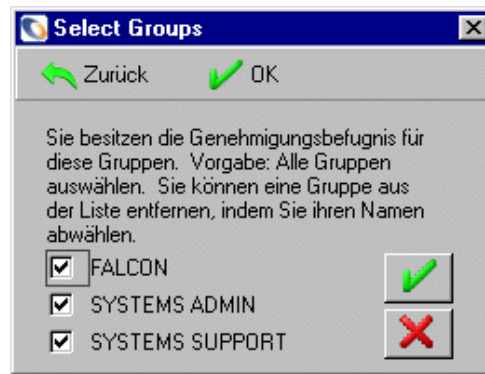 Select Groups
Zurück OK
Sie besitzen die Genehmigungsbefugnis für
diese Gruppen. Vorgabe: Alle Gruppen
auswählen. Sie können eine Gruppe aus
der Liste entfernen, indem Sie ihren Namen
abwählen.
FALCON
SYSTEMS ADMIN
SYSTEMS SUPPORT